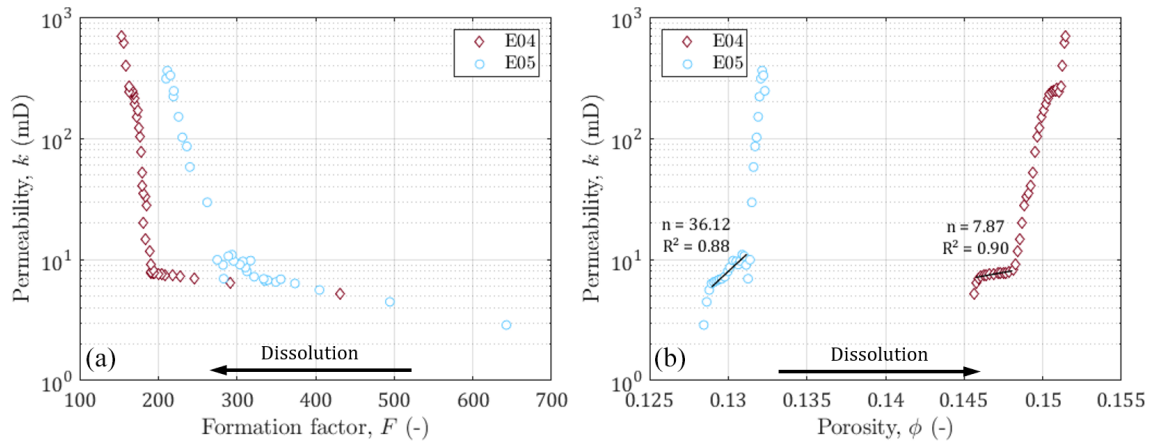 10³
10²
10¹
10⁰
Permeability, k (mD)
E04
E05
(a)
Dissolution
100 200 300 400 500 600 700
Formation factor, F (-)
10³
10²
10¹
10⁰
Permeability, k (mD)
E04
E05
n = 36.12
R² = 0.88
n = 7.87
R² = 0.90
(b)
Dissolution
0.125 0.13 0.135 0.14 0.145 0.15 0.155
Porosity, ϕ (-)